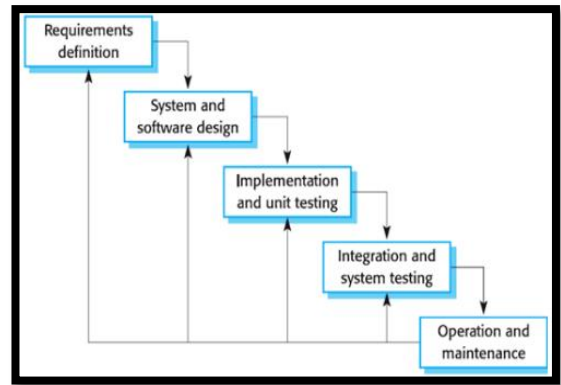 Requirements
definition
System and
software design
Implementation
and unit testing
Integration and
system testing
Operation and
maintenance